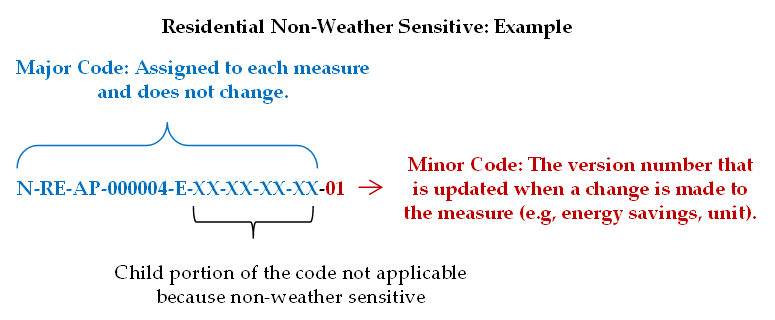 Residential Non-Weather Sensitive: Example
Major Code: Assigned to each measure
and does not change.
N-RE-AP-000004-E-XX-XX-XX-XX-01
Minor Code: The version number that
is updated when a change is made to
the measure (e.g, energy savings, unit).
Child portion of the code not applicable
because non-weather sensitive